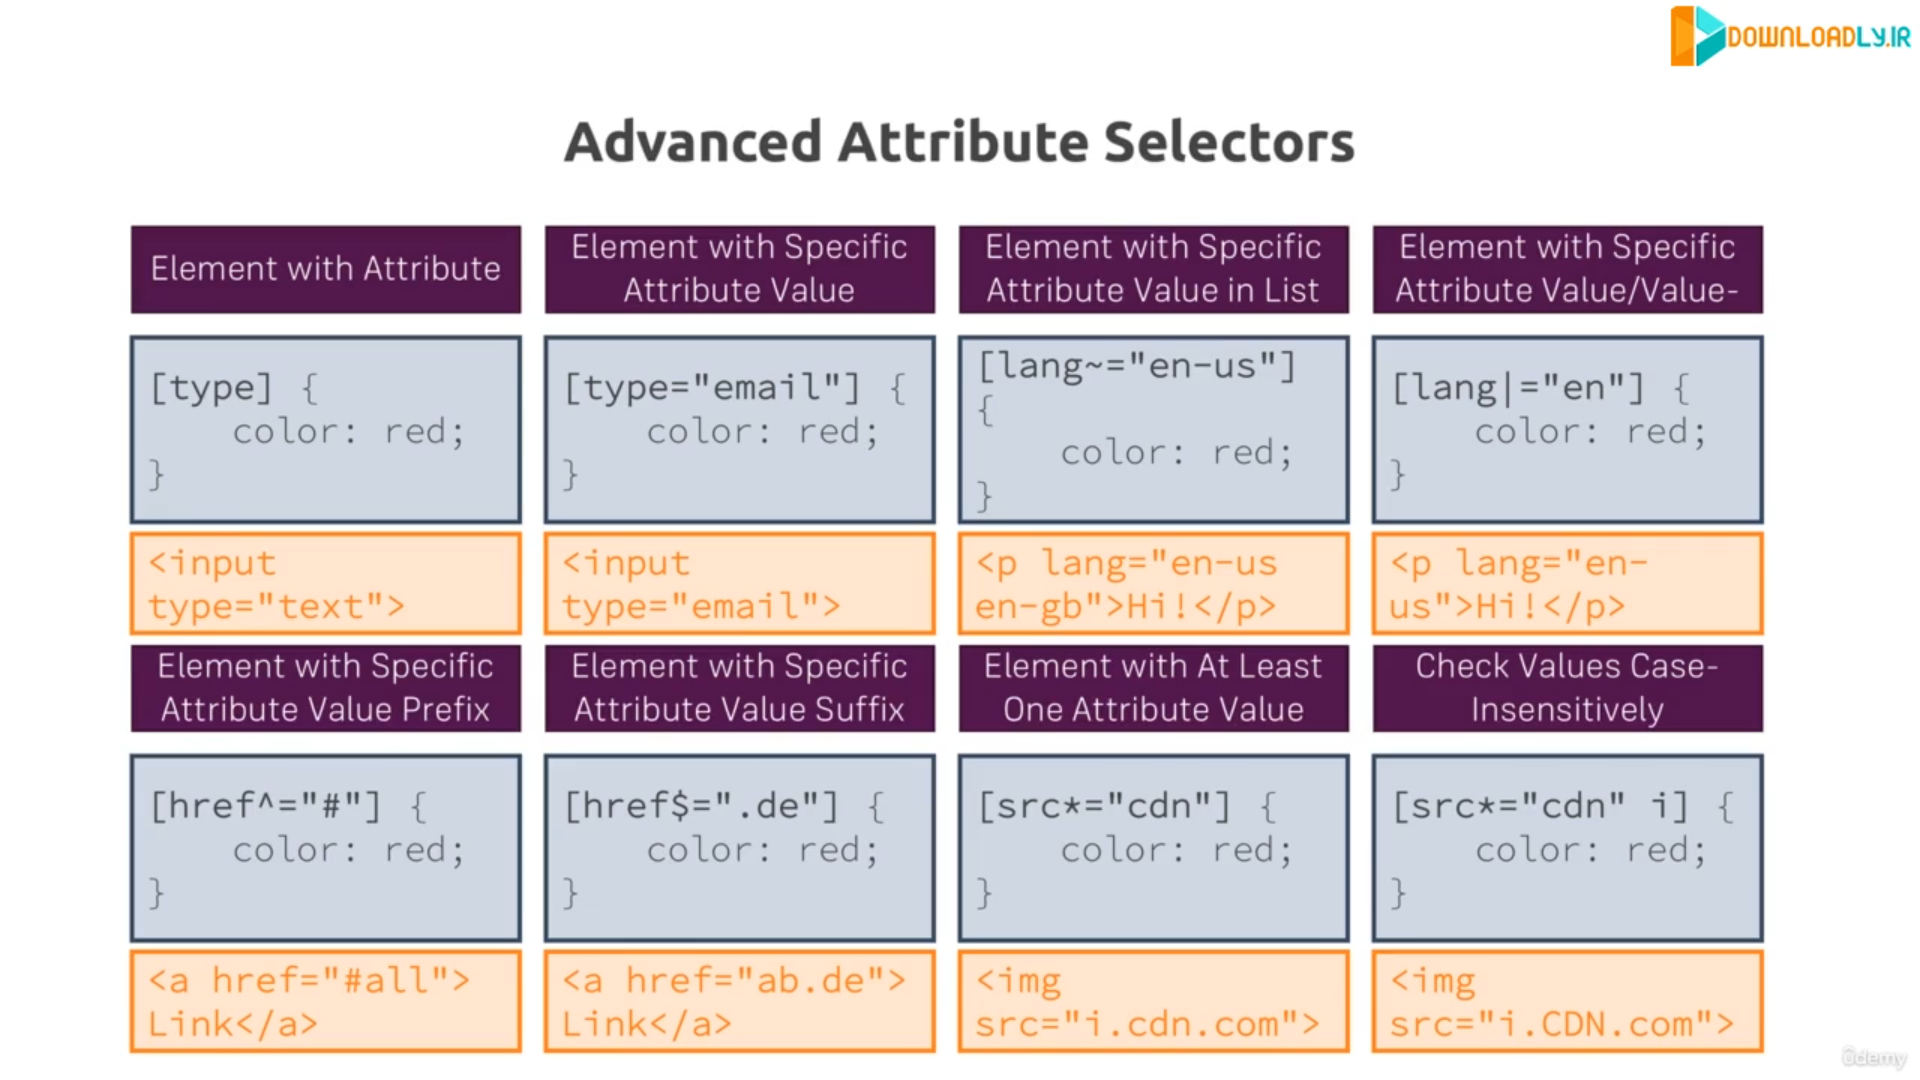 DOWNLOADLY.IR
Advanced Attribute Selectors
Element with Attribute
Element with Specific
Attribute Value
Element with Specific
Attribute Value in List
Element with Specific
Attribute Value/Value-
[type] {
color: red;
}
[type="email"] {
color: red;
}
[lang~="en-us"]
{
color: red;
}
[lang|="en"] {
color: red;
}
<input
type="text">
<input
type="email">
<p lang="en-us
en-gb">Hi!</p>
<p lang="en-
us">Hi!</p>
Element with Specific
Attribute Value Prefix
Element with Specific
Attribute Value Suffix
Element with At Least
One Attribute Value
Check Values Case-
Insensitively
[href^="#"] {
color: red;
}
[href$=".de"] {
color: red;
}
[src*="cdn"] {
color: red;
}
[src*="cdn" i] {
color: red;
}
<a href="#all">
Link</a>
<a href="ab.de">
Link</a>
<img
src="i.cdn.com">
<img
src="i.CDN.com">
ûdemy